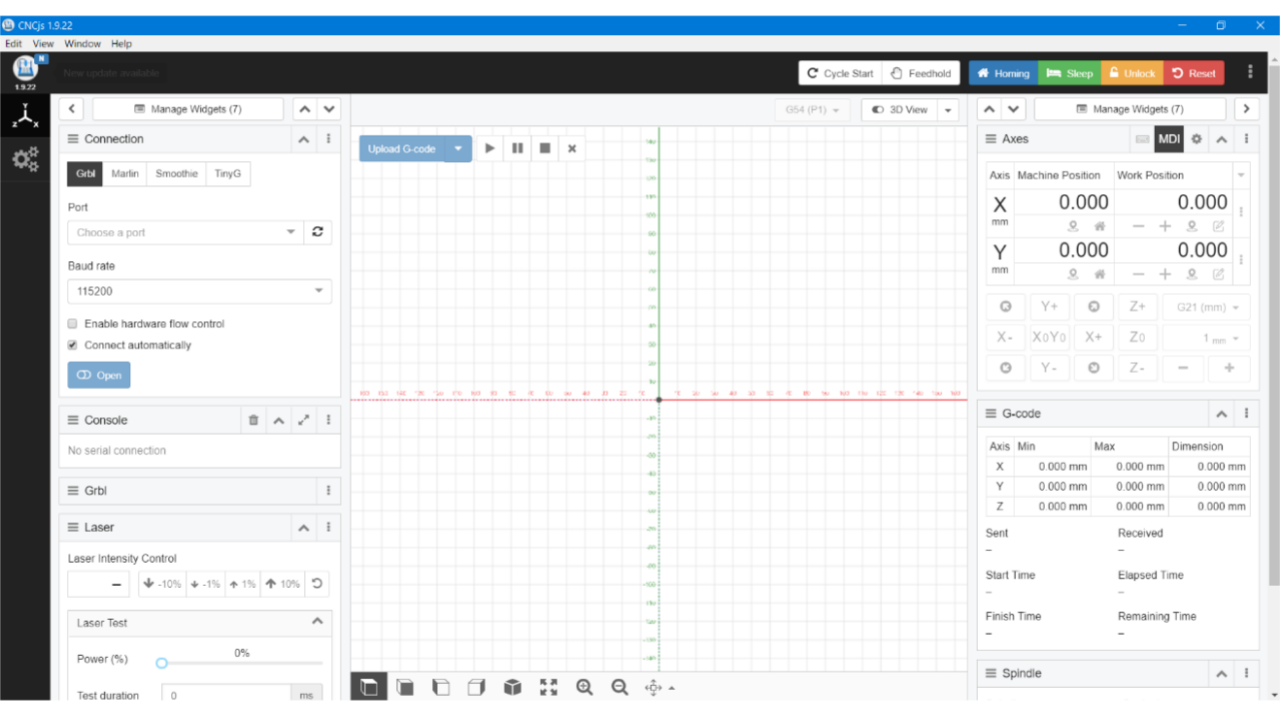 CNCjs 1.9.22
Edit View Window Help
N
1.9.22
New update available
Cycle Start Feedhold Homing Sleep Unlock Reset
Manage Widgets (7)
Connection
Grbl Marlin Smoothie TinyG
Port
Choose a port
Baud rate
115200
Enable hardware flow control
Connect automatically
Open
Console
No serial connection
Grbl
Laser
Laser Intensity Control
– -10% -1% 1% 10%
Laser Test
Power (%) 0%
Test duration 0 ms
G54 (P1) 3D View
Upload G-code
Manage Widgets (7)
Axes MDI
Axis Machine Position Work Position
X 0.000 0.000
mm
Y 0.000 0.000
mm
Y+ Z+ G21 (mm)
X- X0Y0 X+ Z0 1 mm
Y- Z-
G-code
Axis Min Max Dimension
X 0.000 mm 0.000 mm 0.000 mm
Y 0.000 mm 0.000 mm 0.000 mm
Z 0.000 mm 0.000 mm 0.000 mm
Sent Received
– –
Start Time Elapsed Time
– –
Finish Time Remaining Time
– –
Spindle